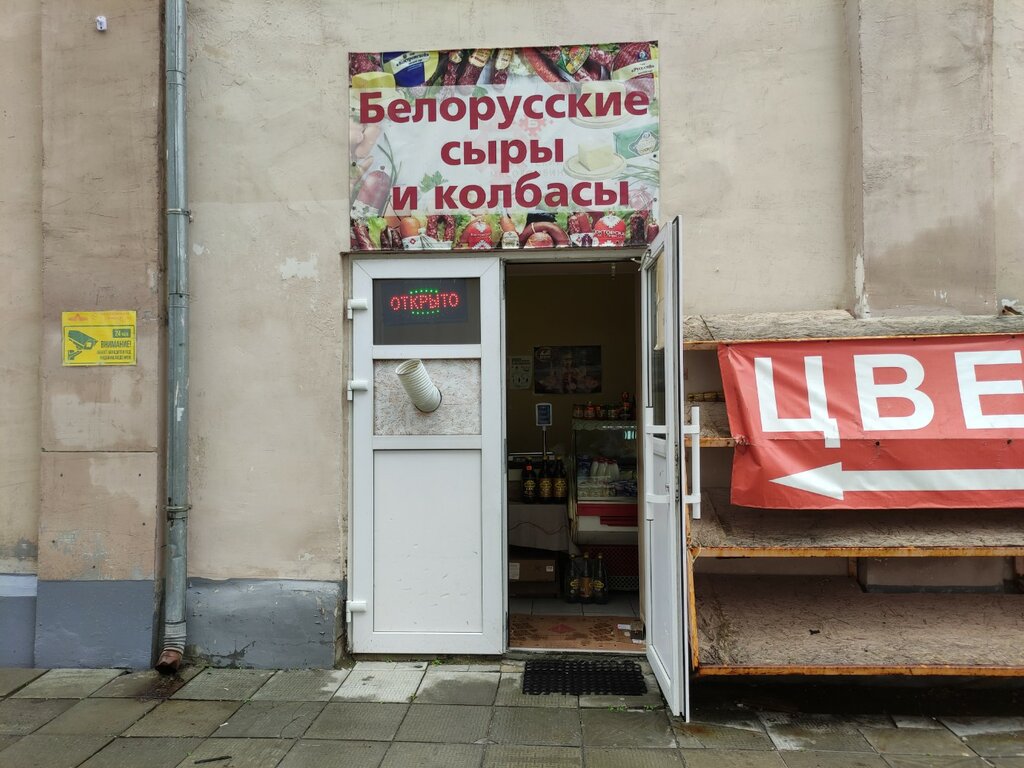 Белорусские
сыры
и колбасы
ОТКРЫТО
ВНИМАНИЕ!
ЦВЕ